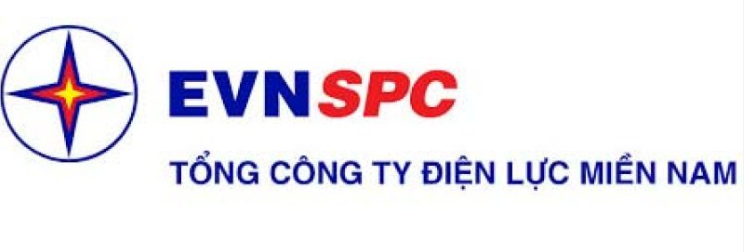 EVNSPC
TỔNG CÔNG TY ĐIỆN LỰC MIỀN NAM